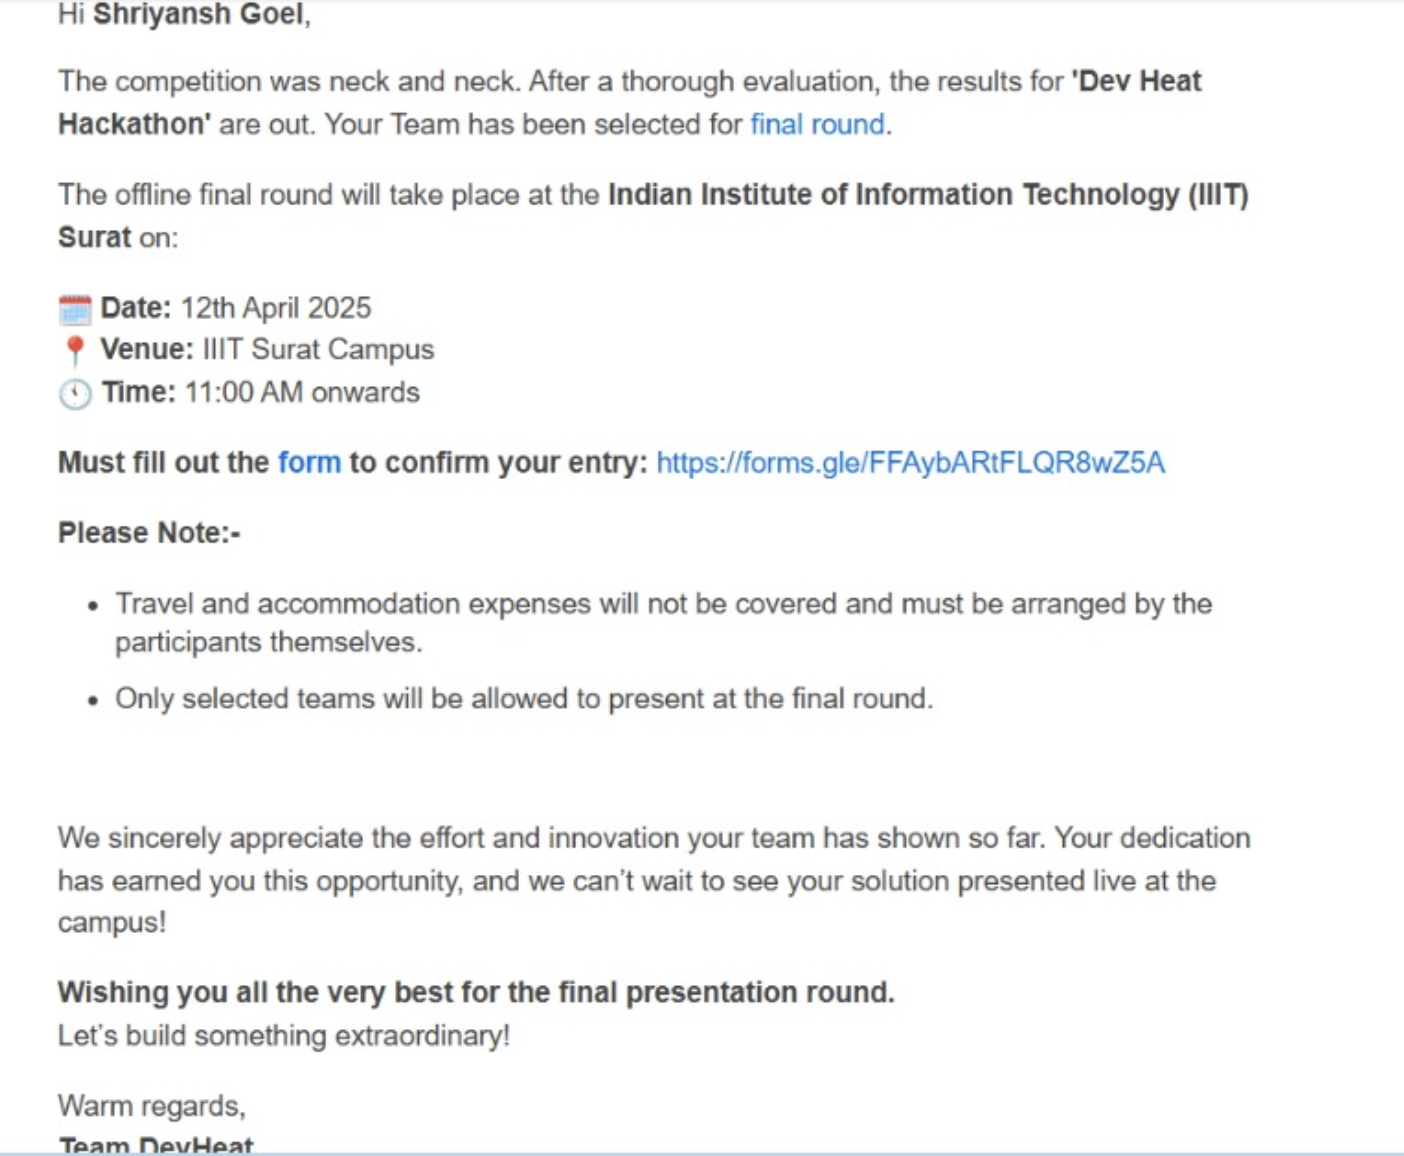 Hi Shriyansh Goel,
The competition was neck and neck. After a thorough evaluation, the results for 'Dev Heat
Hackathon' are out. Your Team has been selected for final round.
The offline final round will take place at the Indian Institute of Information Technology (IIIT)
Surat on:
🗓️ Date: 12th April 2025
📍 Venue: IIIT Surat Campus
🕚 Time: 11:00 AM onwards
Must fill out the form to confirm your entry: https://forms.gle/FFAybARtFLQR8wZ5A
Please Note:-
• Travel and accommodation expenses will not be covered and must be arranged by the
participants themselves.
• Only selected teams will be allowed to present at the final round.
We sincerely appreciate the effort and innovation your team has shown so far. Your dedication
has earned you this opportunity, and we can't wait to see your solution presented live at the
campus!
Wishing you all the very best for the final presentation round.
Let's build something extraordinary!
Warm regards,
Team DevHeat